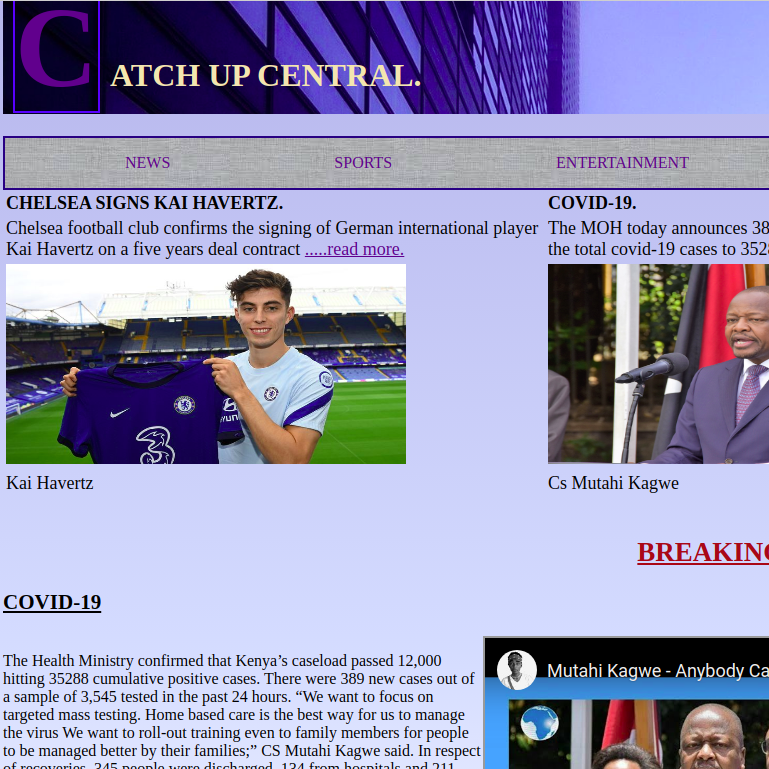 C
ATCH UP CENTRAL.
NEWS SPORTS ENTERTAINMENT
CHELSEA SIGNS KAI HAVERTZ.
Chelsea football club confirms the signing of German international player
Kai Havertz on a five years deal contract .....read more.
3
Kai Havertz
COVID-19.
The MOH today announces 38
the total covid-19 cases to 352
Cs Mutahi Kagwe
BREAKING
COVID-19
The Health Ministry confirmed that Kenya’s caseload passed 12,000
hitting 35288 cumulative positive cases. There were 389 new cases out of
a sample of 3,545 tested in the past 24 hours. “We want to focus on
targeted mass testing. Home based care is the best way for us to manage
the virus We want to roll-out training even to family members for people
to be managed better by their families;” CS Mutahi Kagwe said. In respect
of recoveries, 345 people were discharged, 134 from hospitals and 211
Mutahi Kagwe - Anybody Ca